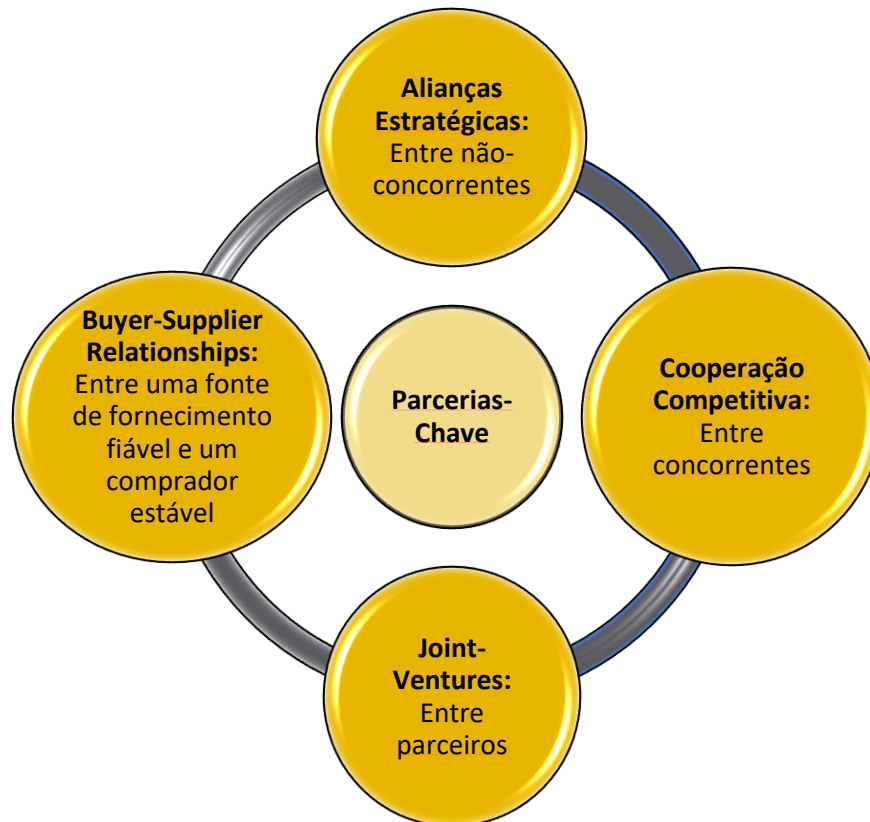 Alianças
Estratégicas:
Entre não-
concorrentes
Buyer-Supplier
Relationships:
Entre uma fonte
de fornecimento
fiável e um
comprador
estável
Parcerias-
Chave
Cooperação
Competitiva:
Entre
concorrentes
Joint-
Ventures:
Entre
parceiros